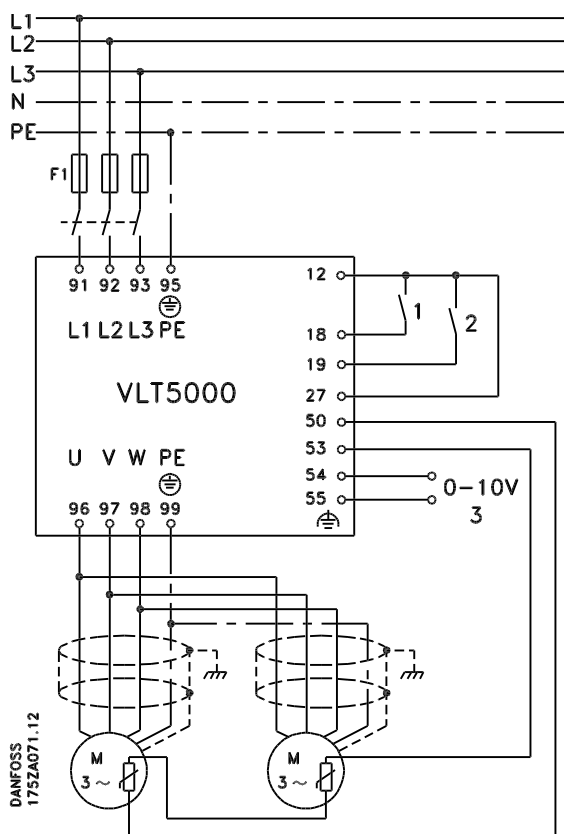 L1
L2
L3
N
PE
F1
91 92 93 95
L1 L2 L3 PE
12
18
19
27
50
53
54
55
1
2
VLT5000
U V W PE
96 97 98 99
0-10V
3
M
3 ~
M
3 ~
DANFOSS
175ZA071.12